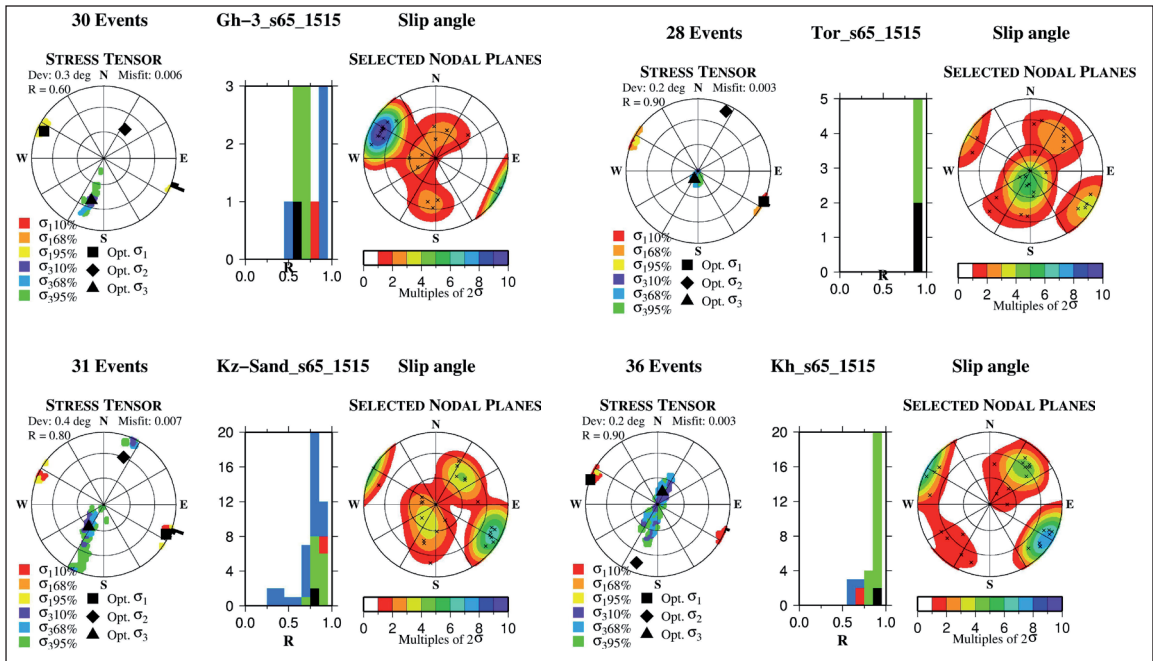 30 Events Gh-3_s65_1515 Slip angle
STRESS TENSOR
Dev: 0.3 deg N Misfit: 0.006
R = 0.60
W E
S
σ110%
σ168%
σ195%
σ310%
σ368%
σ395%
Opt. σ1
Opt. σ2
Opt. σ3
3
2
1
0
0.0 0.5 1.0
R
SELECTED NODAL PLANES
N
W E
S
0 2 4 6 8 10
Multiples of 2σ
28 Events Tor_s65_1515 Slip angle
STRESS TENSOR
Dev: 0.2 deg N Misfit: 0.003
R = 0.90
W E
S
σ110%
σ168%
σ195%
σ310%
σ368%
σ395%
Opt. σ1
Opt. σ2
Opt. σ3
5
4
3
2
1
0
0.0 0.5 1.0
R
SELECTED NODAL PLANES
N
W E
S
0 2 4 6 8 10
Multiples of 2σ
31 Events Kz-Sand_s65_1515 Slip angle
STRESS TENSOR
Dev: 0.4 deg N Misfit: 0.007
R = 0.80
W E
S
σ110%
σ168%
σ195%
σ310%
σ368%
σ395%
Opt. σ1
Opt. σ2
Opt. σ3
20
16
12
8
4
0
0.0 0.5 1.0
R
SELECTED NODAL PLANES
N
W E
S
0 2 4 6 8 10
Multiples of 2σ
36 Events Kh_s65_1515 Slip angle
STRESS TENSOR
Dev: 0.2 deg N Misfit: 0.003
R = 0.90
W E
S
σ110%
σ168%
σ195%
σ310%
σ368%
σ395%
Opt. σ1
Opt. σ2
Opt. σ3
20
16
12
8
4
0
0.0 0.5 1.0
R
SELECTED NODAL PLANES
N
W E
S
0 2 4 6 8 10
Multiples of 2σ